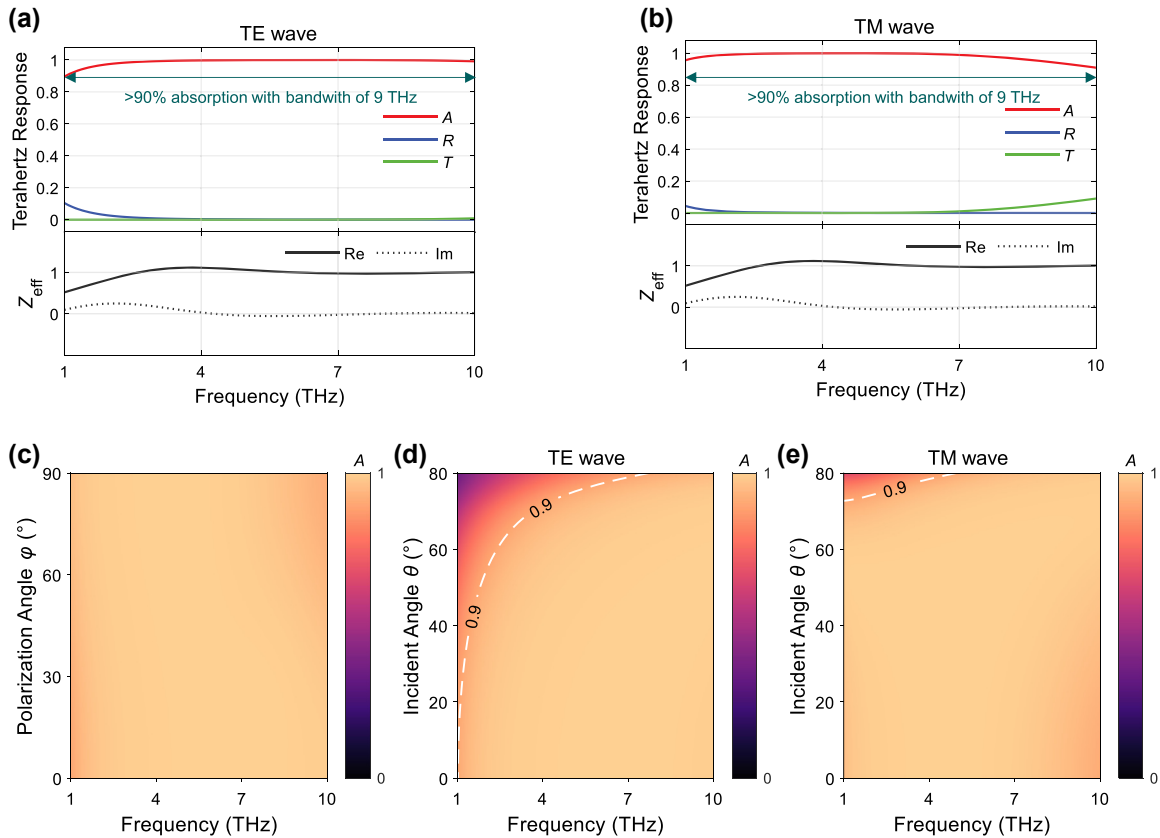 (a)
TE wave
Terahertz Response
1
0.8
0.6
0.4
0.2
0
>90% absorption with bandwith of 9 THz
A
R
T
Re
Im
Zeff
1
0
1
4
7
10
Frequency (THz)
(b)
TM wave
Terahertz Response
1
0.8
0.6
0.4
0.2
0
>90% absorption with bandwith of 9 THz
A
R
T
Re
Im
Zeff
1
0
1
4
7
10
Frequency (THz)
(c)
Polarization Angle φ (°)
90
60
30
0
1
4
7
10
Frequency (THz)
A
1
0
(d)
TE wave
Incident Angle θ (°)
80
60
40
20
0
0.9
0.9
1
4
7
10
Frequency (THz)
A
1
0
(e)
TM wave
Incident Angle θ (°)
80
60
40
20
0
0.9
1
4
7
10
Frequency (THz)
A
1
0